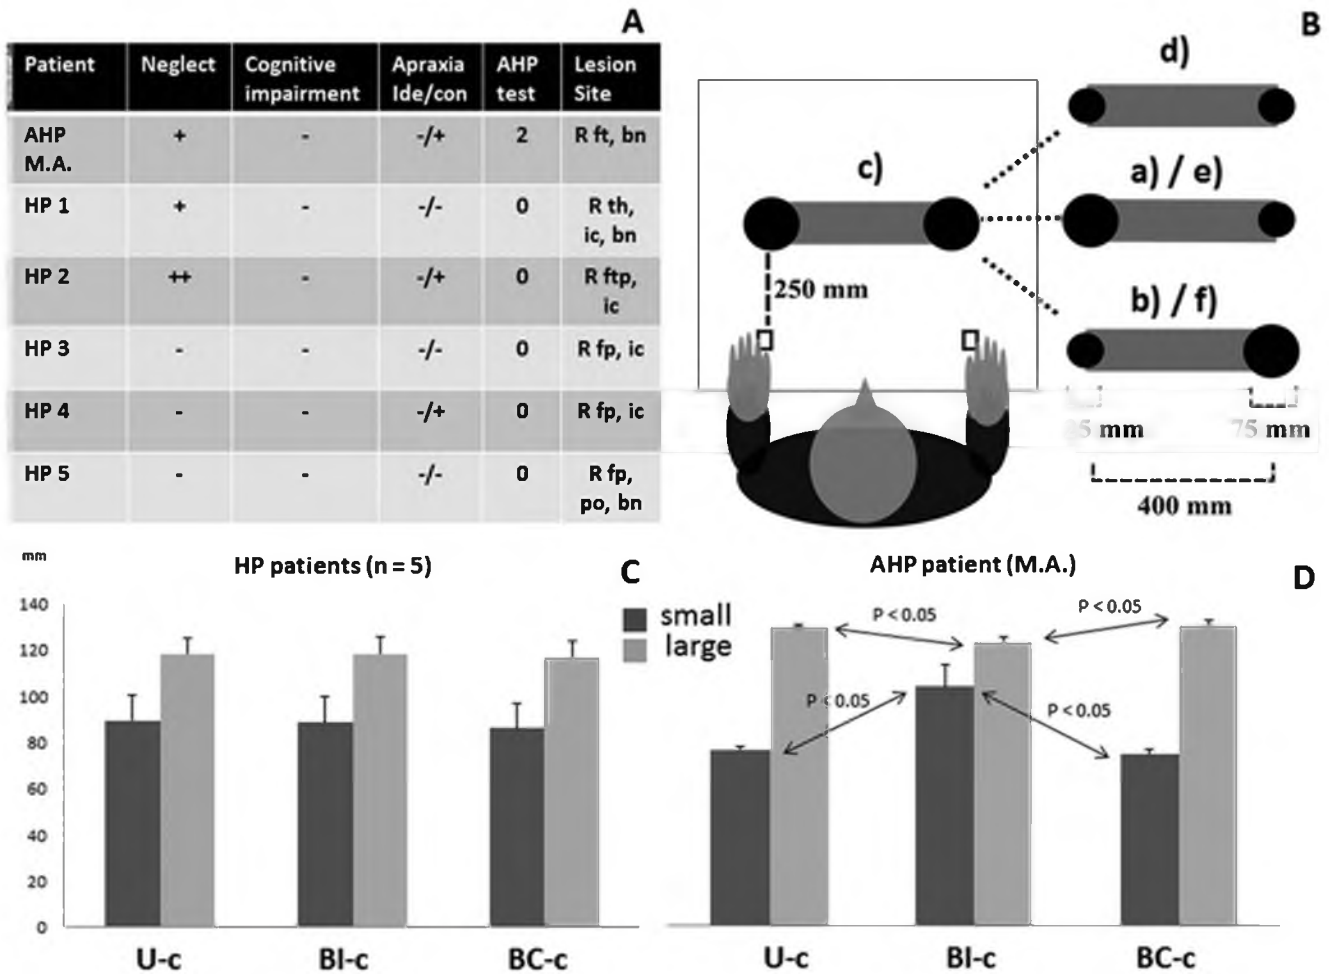 A
Patient Neglect Cognitive impairment Apraxia Ide/con AHP test Lesion Site
AHP M.A. + - -/+ 2 R ft, bn
HP 1 + - -/- 0 R th, ic, bn
HP 2 ++ - -/+ 0 R ftp, ic
HP 3 - - -/- 0 R fp, ic
HP 4 - - -/+ 0 R fp, ic
HP 5 - - -/- 0 R fp, po, bn
B
d)
c)
a) / e)
250 mm
b) / f)
mm 75 mm
400 mm
mm
HP patients (n = 5)
C
small
large
140
120
100
80
60
40
20
0
U-c BI-c BC-c
AHP patient (M.A.)
D
P < 0.05
P < 0.05
P < 0.05
P < 0.05
U-c BI-c BC-c